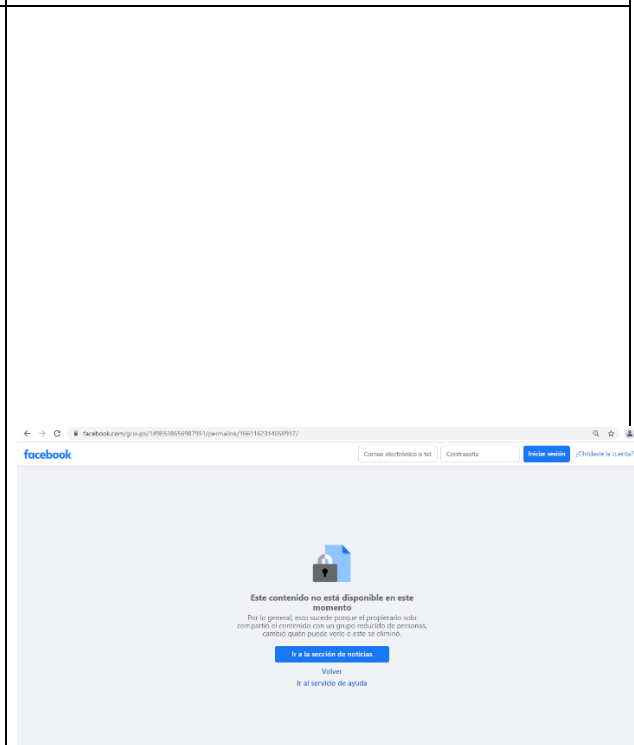 facebook.com/groups/1498538656987951/permalink/1661162314058917/
facebook
Correo electrónico o tel
Contraseña
Iniciar sesión
¿Olvidaste la cuenta?
Este contenido no está disponible en este
momento
Por lo general, esto sucede porque el propietario solo
compartió el contenido con un grupo reducido de personas,
cambió quién puede verlo o este se eliminó.
Ir a la sección de noticias
Volver
Ir al servicio de ayuda